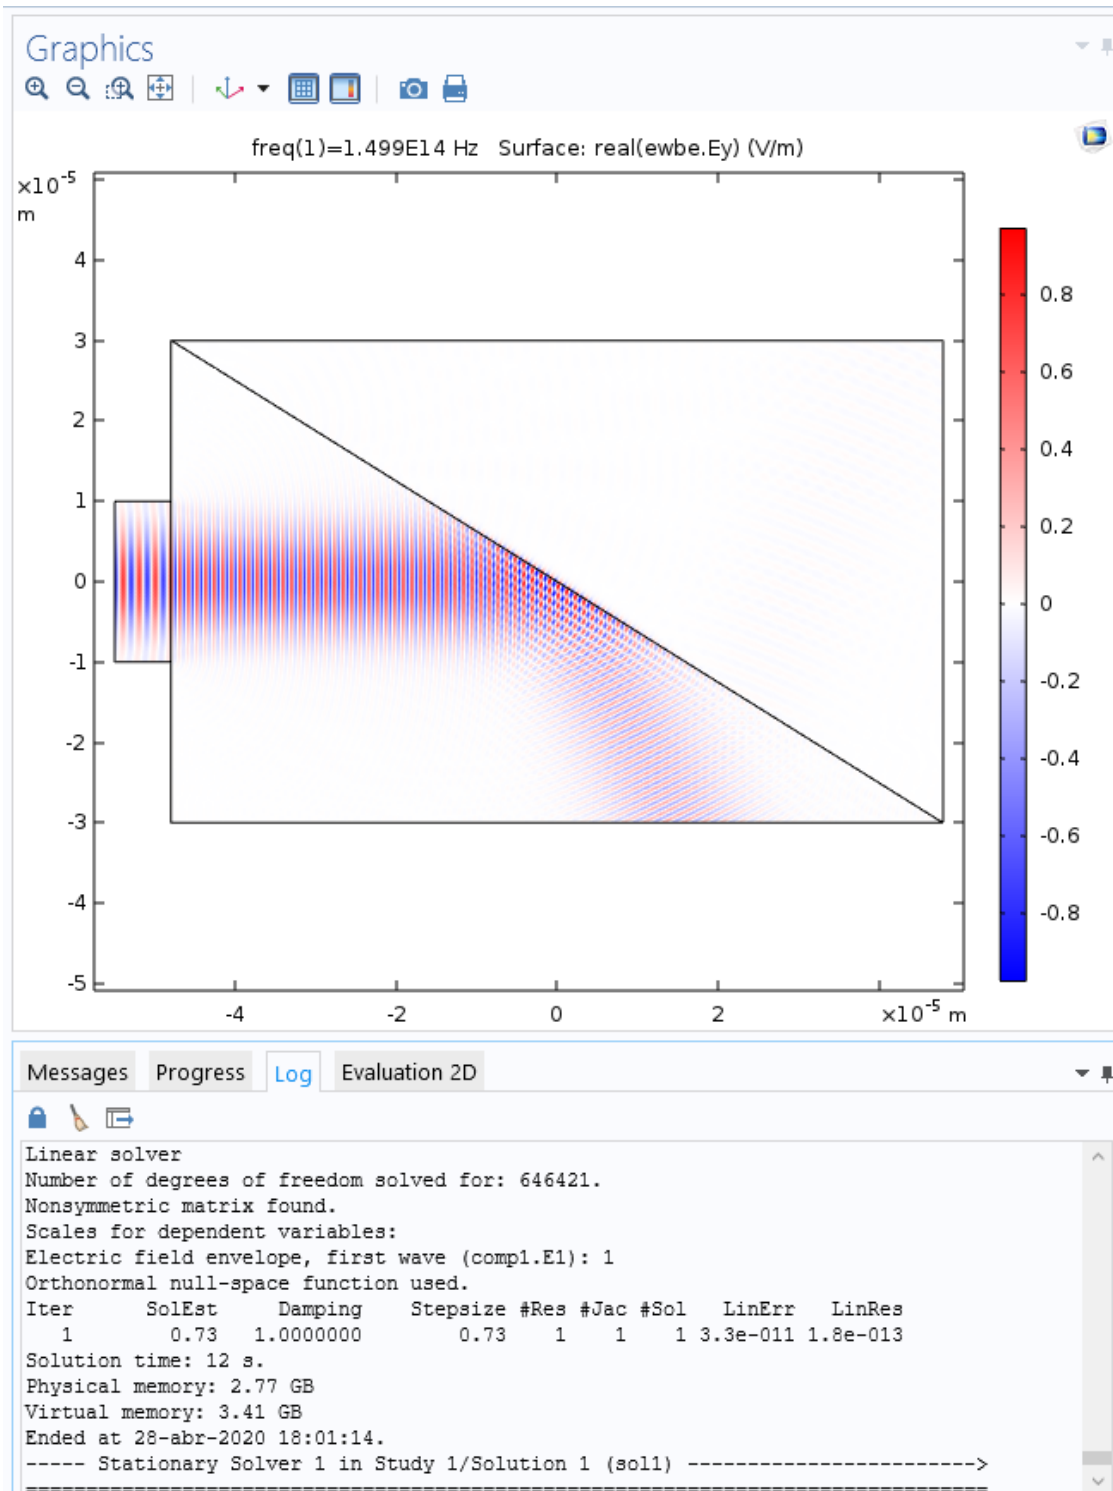 Graphics
freq(1)=1.499E14 Hz   Surface: real(ewbe.Ey) (V/m)
×10⁻⁵
m
4
3
2
1
0
-1
-2
-3
-4
-5
-4 -2 0 2 ×10⁻⁵ m
0.8
0.6
0.4
0.2
0
-0.2
-0.4
-0.6
-0.8
Messages Progress Log Evaluation 2D
Linear solver
Number of degrees of freedom solved for: 646421.
Nonsymmetric matrix found.
Scales for dependent variables:
Electric field envelope, first wave (comp1.E1): 1
Orthonormal null-space function used.
Iter SolEst Damping Stepsize #Res #Jac #Sol LinErr LinRes
1 0.73 1.0000000 0.73 1 1 1 3.3e-011 1.8e-013
Solution time: 12 s.
Physical memory: 2.77 GB
Virtual memory: 3.41 GB
Ended at 28-abr-2020 18:01:14.
----- Stationary Solver 1 in Study 1/Solution 1 (sol1) ------------------------>
================================================================================